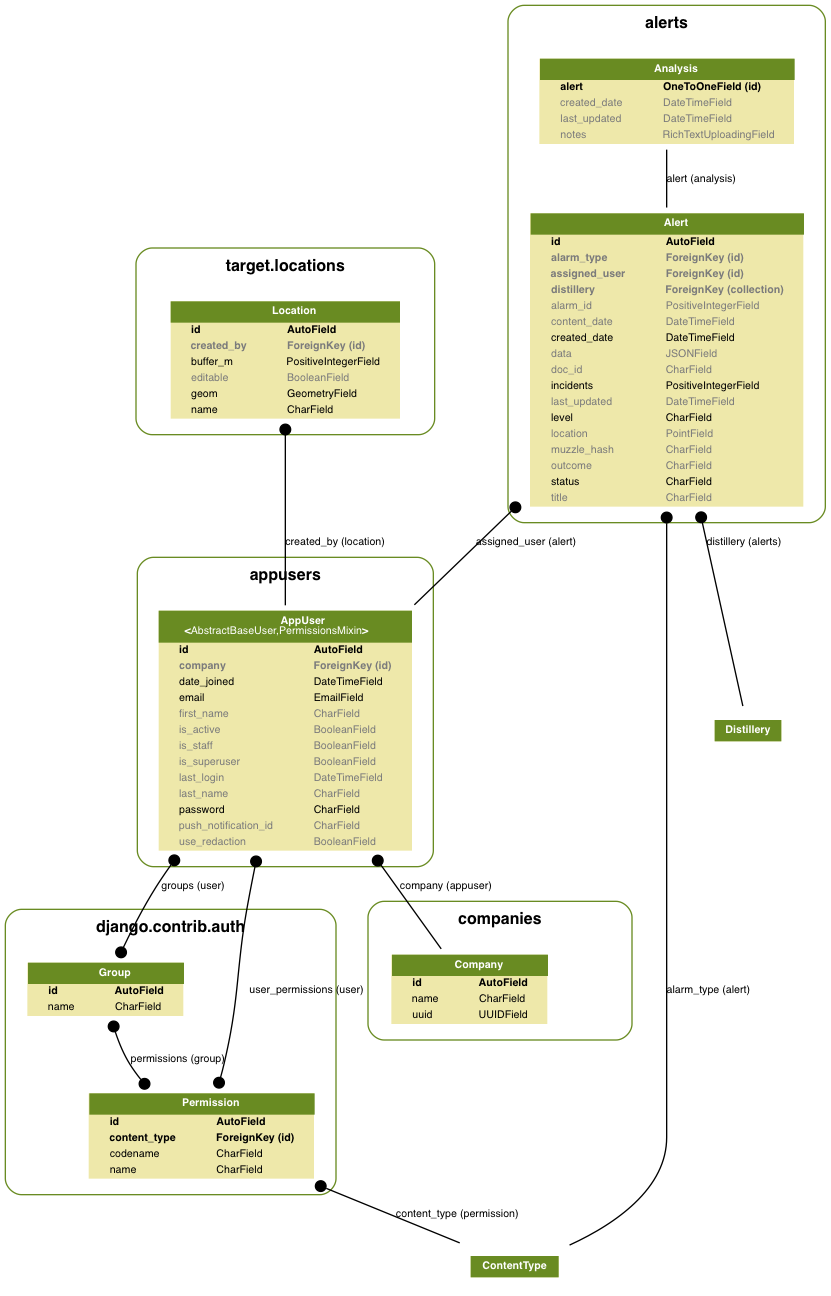 alerts
Analysis
alert OneToOneField (id)
created_date DateTimeField
last_updated DateTimeField
notes RichTextUploadingField
alert (analysis)
Alert
id AutoField
alarm_type ForeignKey (id)
assigned_user ForeignKey (id)
distillery ForeignKey (collection)
alarm_id PositiveIntegerField
content_date DateTimeField
created_date DateTimeField
data JSONField
doc_id CharField
incidents PositiveIntegerField
last_updated DateTimeField
level CharField
location PointField
muzzle_hash CharField
outcome CharField
status CharField
title CharField
target.locations
Location
id AutoField
created_by ForeignKey (id)
buffer_m PositiveIntegerField
editable BooleanField
geom GeometryField
name CharField
created_by (location)
assigned_user (alert)
distillery (alerts)
appusers
AppUser
<AbstractBaseUser,PermissionsMixin>
id AutoField
company ForeignKey (id)
date_joined DateTimeField
email EmailField
first_name CharField
is_active BooleanField
is_staff BooleanField
is_superuser BooleanField
last_login DateTimeField
last_name CharField
password CharField
push_notification_id CharField
use_redaction BooleanField
Distillery
groups (user)
company (appuser)
django.contrib.auth
Group
id AutoField
name CharField
user_permissions (user)
permissions (group)
Permission
id AutoField
content_type ForeignKey (id)
codename CharField
name CharField
companies
Company
id AutoField
name CharField
uuid UUIDField
alarm_type (alert)
content_type (permission)
ContentType